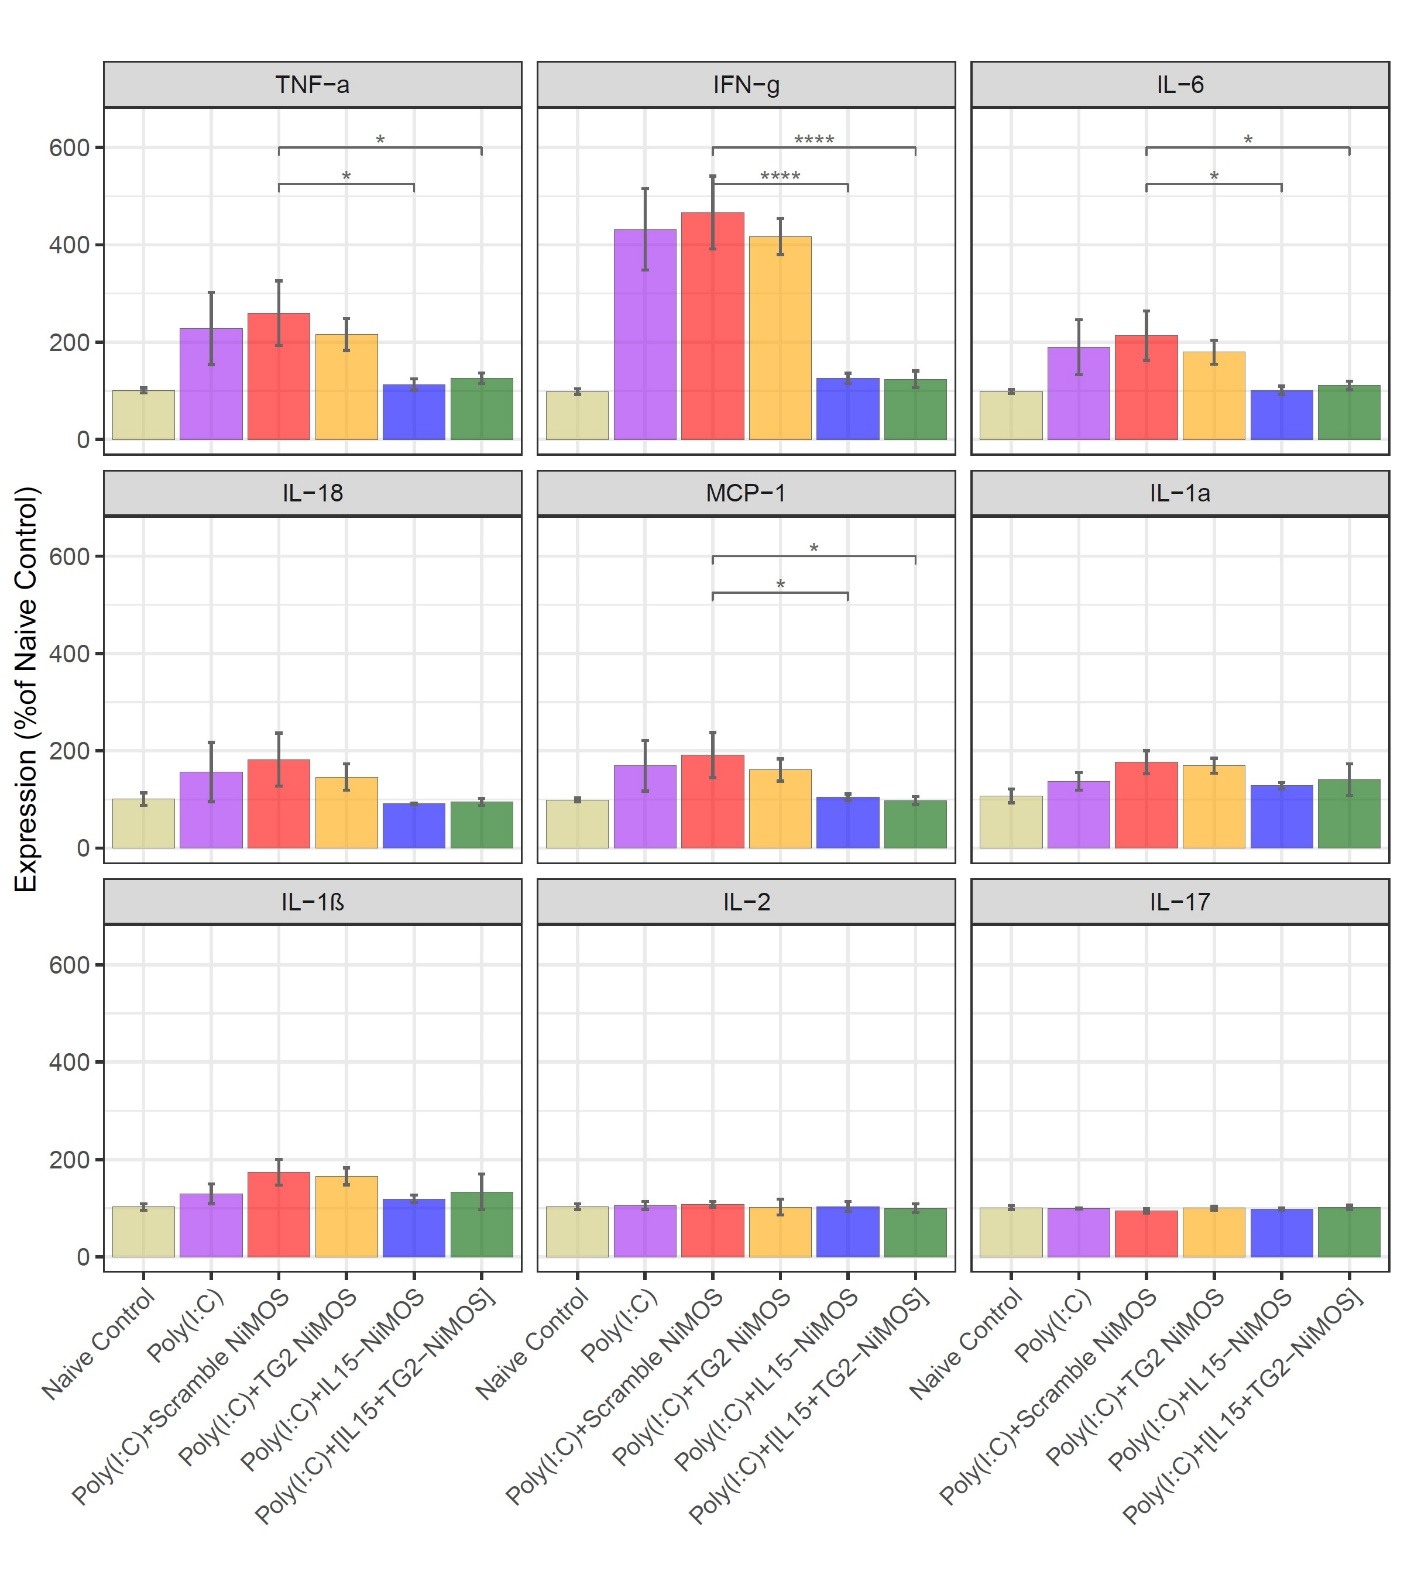 TNF−a
IFN−g
IL−6
600
400
200
0
*
*
****
****
*
*
Expression (%of Naive Control)
IL−18
MCP−1
IL−1a
600
400
200
0
*
*
IL−1ß
IL−2
IL−17
600
400
200
0
Naive Control
Poly(I:C)
Poly(I:C)+Scramble NiMOS
Poly(I:C)+TG2 NiMOS
Poly(I:C)+IL15−NiMOS
Poly(I:C)+[IL15+TG2−NiMOS]
Naive Control
Poly(I:C)
Poly(I:C)+Scramble NiMOS
Poly(I:C)+TG2 NiMOS
Poly(I:C)+IL15−NiMOS
Poly(I:C)+[IL15+TG2−NiMOS]
Naive Control
Poly(I:C)
Poly(I:C)+Scramble NiMOS
Poly(I:C)+TG2 NiMOS
Poly(I:C)+IL15−NiMOS
Poly(I:C)+[IL15+TG2−NiMOS]